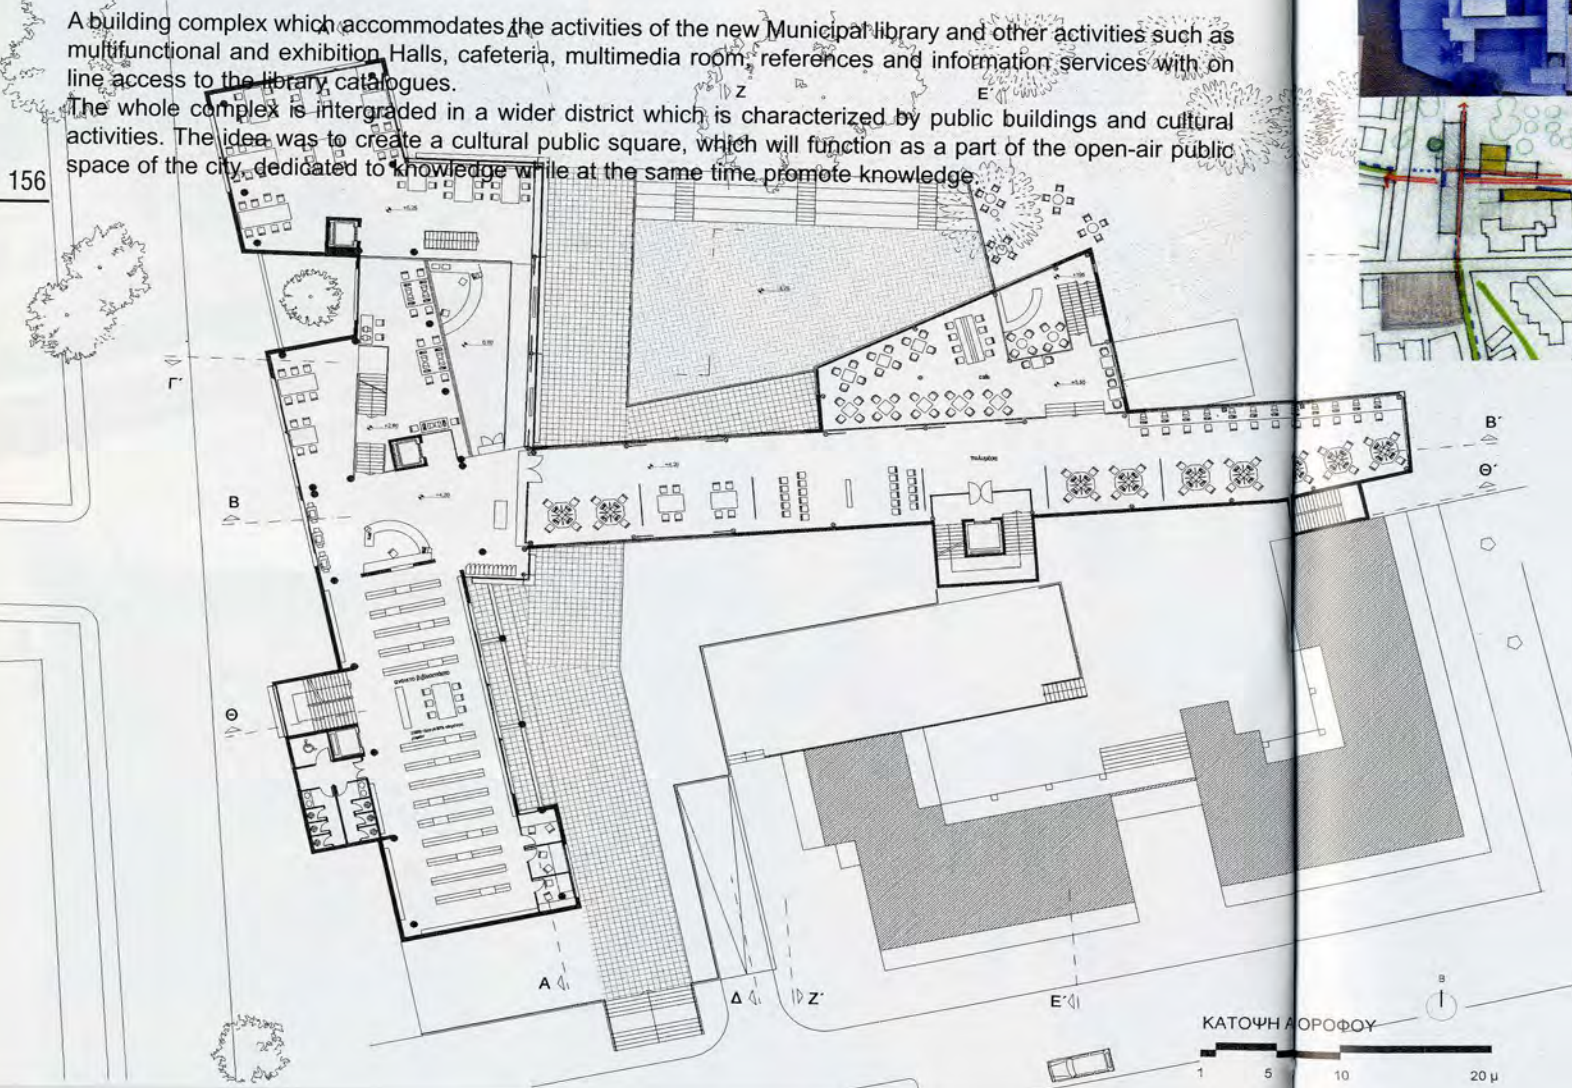 A building complex which accommodates the activities of the new Municipal library and other activities such as
multifunctional and exhibition Halls, cafeteria, multimedia room, references and information services with on
line access to the library catalogues.
The whole complex is intergraded in a wider district which is characterized by public buildings and cultural
activities. The idea was to create a cultural public square, which will function as a part of the open-air public
space of the city, dedicated to knowledge while at the same time promote knowledge.
156
Δ
Z
E´
Γ´
B
B´
Θ´
Θ
A
Δ
Z´
E´
B
ΚΑΤΟΨΗ Α ΟΡΟΦΟΥ
1 5 10 20 μ